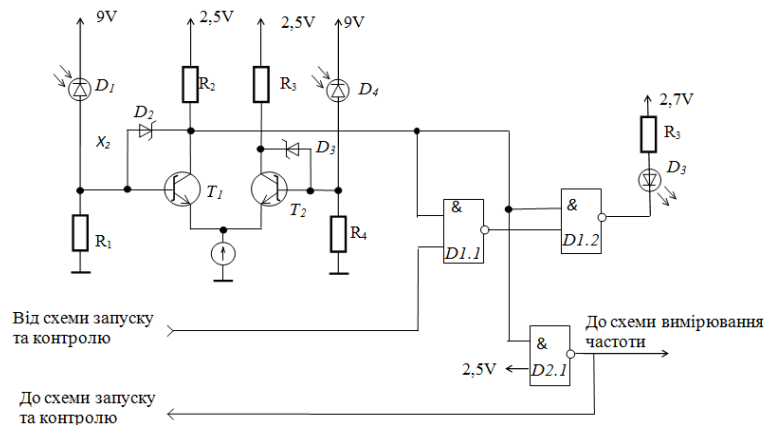 9V
2,5V
2,5V
9V
D1
R2
R3
D4
2,7V
D2
R3
X2
D3
D3
T1
T2
&
&
R1
R4
D1.1
D1.2
Від схеми запуску
та контролю
До схеми вимірювання
частоти
&
2,5V
D2.1
До схеми запуску
та контролю